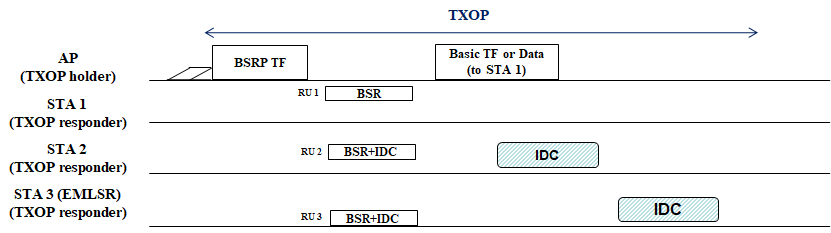 TXOP
AP
(TXOP holder)
BSRP TF
Basic TF or Data
(to STA 1)
RU 1
BSR
STA 1
(TXOP responder)
STA 2
(TXOP responder)
RU 2
BSR+IDC
IDC
STA 3 (EMLSR)
(TXOP responder)
RU 3
BSR+IDC
IDC